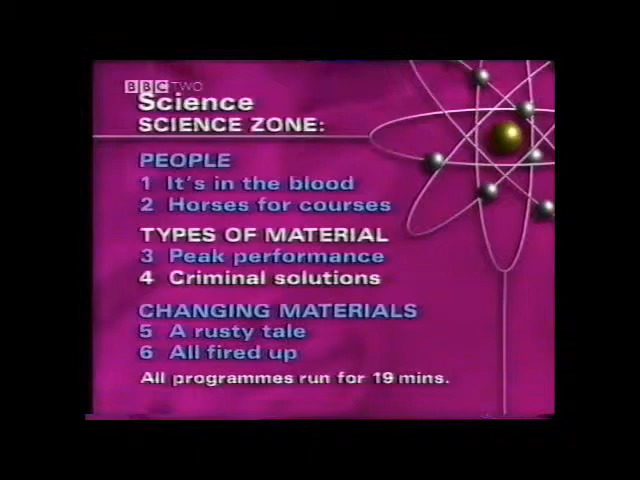 BBC TWO
Science
SCIENCE ZONE:
PEOPLE
1 It's in the blood
2 Horses for courses
TYPES OF MATERIAL
3 Peak performance
4 Criminal solutions
CHANGING MATERIALS
5 A rusty tale
6 All fired up
All programmes run for 19 mins.